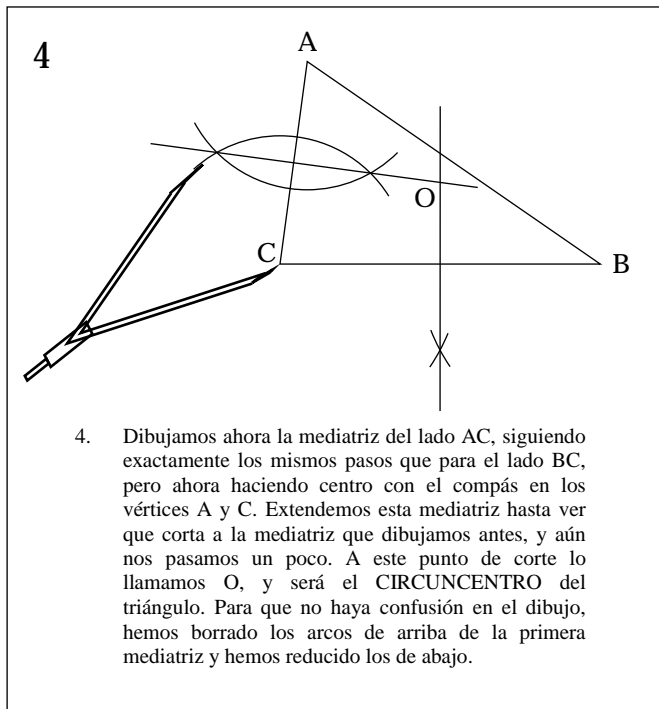 4
A
O
C
B
4. Dibujamos ahora la mediatriz del lado AC, siguiendo
exactamente los mismos pasos que para el lado BC,
pero ahora haciendo centro con el compás en los
vértices A y C. Extendemos esta mediatriz hasta ver
que corta a la mediatriz que dibujamos antes, y aún
nos pasamos un poco. A este punto de corte lo
llamamos O, y será el CIRCUNCENTRO del
triángulo. Para que no haya confusión en el dibujo,
hemos borrado los arcos de arriba de la primera
mediatriz y hemos reducido los de abajo.